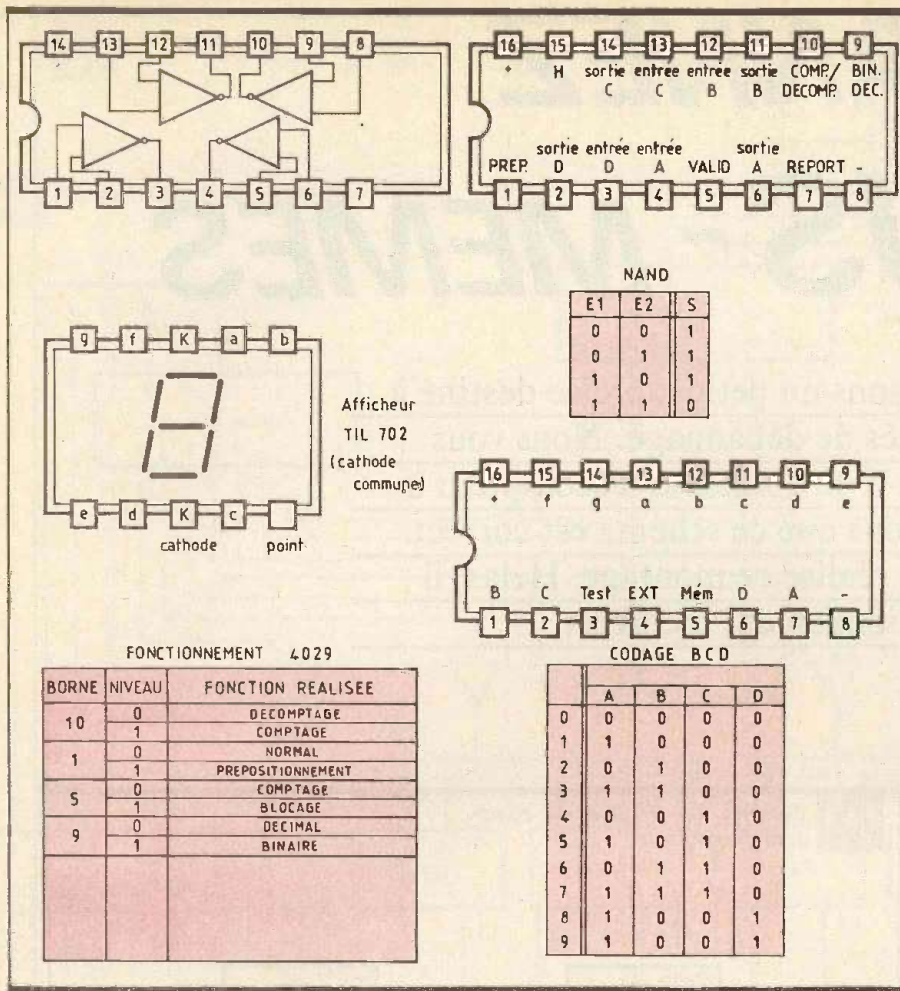 14 13 12 11 10 9 8
1 2 3 4 5 6 7
16 15 14 13 12 11 10 9
+ H sortie entrée entrée sortie COMP./ BIN.
C C B B DECOMP. DEC.
sortie entrée entrée sortie
PREP. D D A VALID A REPORT -
1 2 3 4 5 6 7 8
NAND
E1 E2 S
0 0 1
0 1 1
1 0 1
1 1 0
g f K a b
Afficheur
TIL 702
(cathode
commune)
e d K c
cathode point
16 15 14 13 12 11 10 9
+ f g a b c d e
B C Test EXT Mém D A -
1 2 3 4 5 6 7 8
FONCTIONNEMENT 4029
BORNE NIVEAU FONCTION REALISEE
10 0 DECOMPTAGE
1 COMPTAGE
1 0 NORMAL
1 PREPOSITIONNEMENT
5 0 COMPTAGE
1 BLOCAGE
9 0 DECIMAL
1 BINAIRE
CODAGE BCD
A B C D
0 0 0 0 0
1 1 0 0 0
2 0 1 0 0
3 1 1 0 0
4 0 0 1 0
5 1 0 1 0
6 0 1 1 0
7 1 1 1 0
8 1 0 0 1
9 1 0 0 1